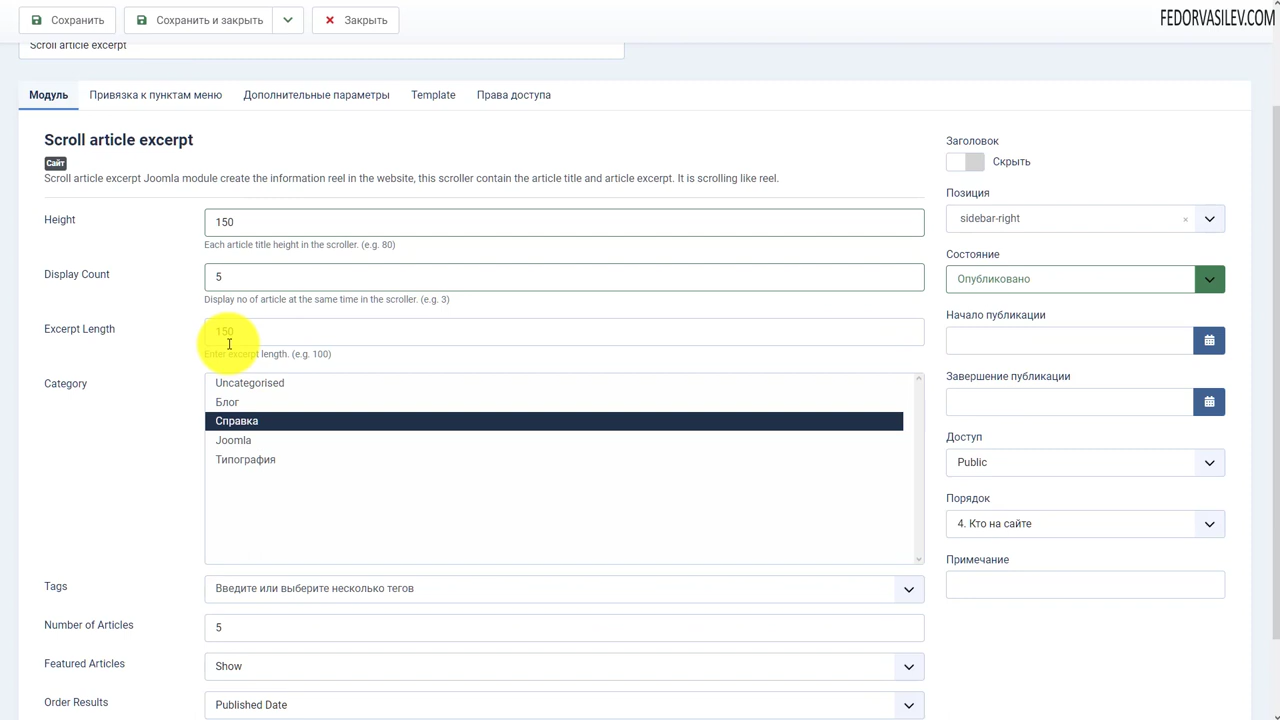 Сохранить
Сохранить и закрыть
Закрыть
FEDORVASILEV.COM
Scroll article excerpt
Модуль
Привязка к пунктам меню
Дополнительные параметры
Template
Права доступа
Scroll article excerpt
Сайт
Scroll article excerpt Joomla module create the information reel in the website, this scroller contain the article title and article excerpt. It is scrolling like reel.
Height
150
Each article title height in the scroller. (e.g. 80)
Display Count
5
Display no of article at the same time in the scroller. (e.g. 3)
Excerpt Length
150
Enter excerpt length. (e.g. 100)
Category
Uncategorised
Блог
Справка
Joomla
Типография
Tags
Введите или выберите несколько тегов
Number of Articles
5
Featured Articles
Show
Order Results
Published Date
Заголовок
Скрыть
Позиция
sidebar-right
Состояние
Опубликовано
Начало публикации
Завершение публикации
Доступ
Public
Порядок
4. Кто на сайте
Примечание